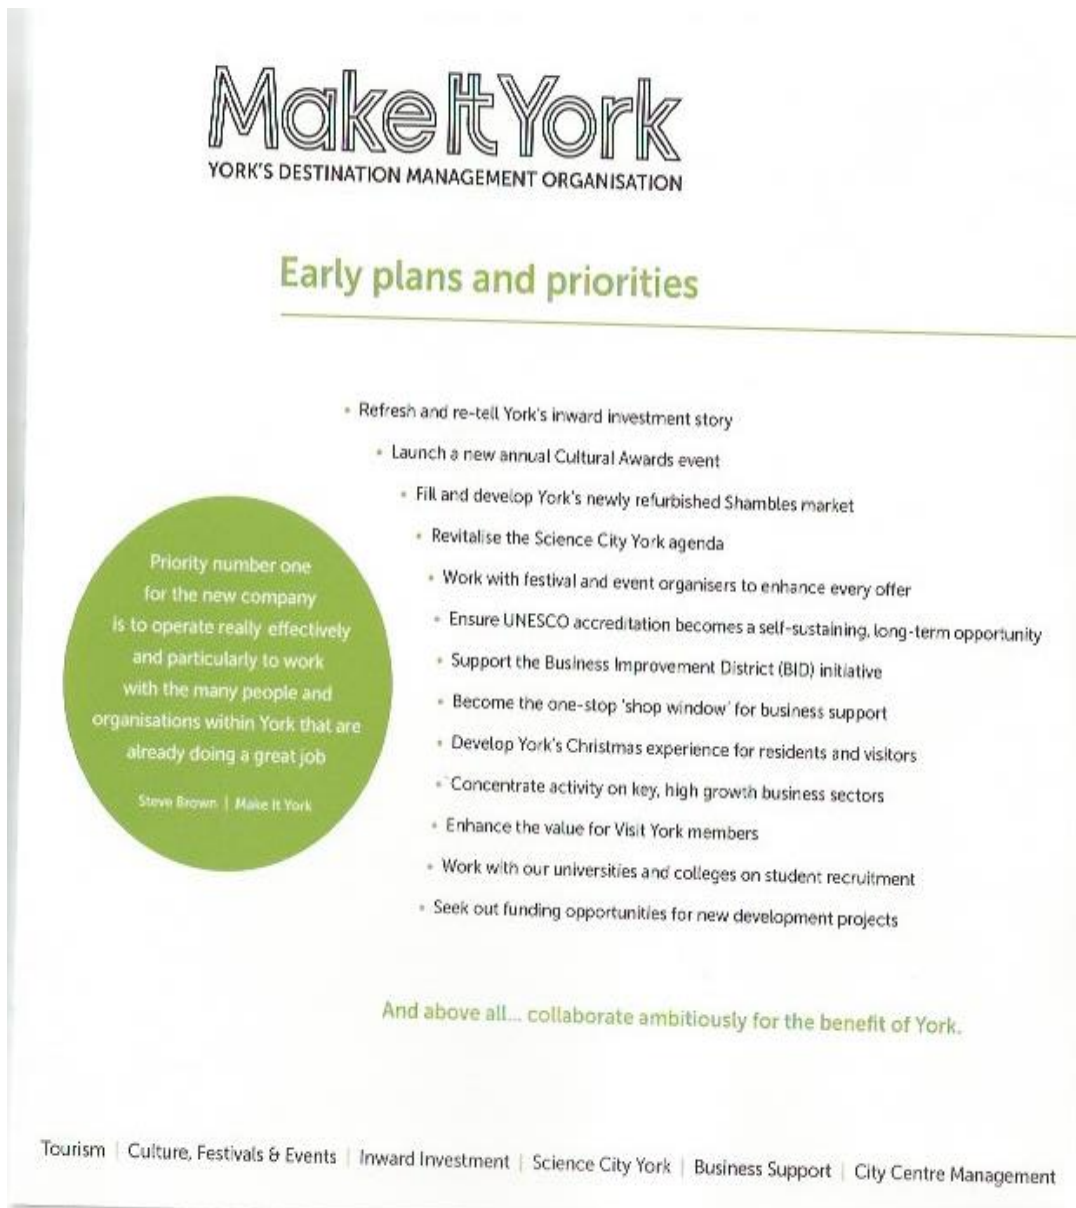 Make It York
YORK'S DESTINATION MANAGEMENT ORGANISATION
Early plans and priorities
• Refresh and re-tell York's inward investment story
• Launch a new annual Cultural Awards event
• Fill and develop York's newly refurbished Shambles market
• Revitalise the Science City York agenda
• Work with festival and event organisers to enhance every offer
• Ensure UNESCO accreditation becomes a self-sustaining, long-term opportunity
• Support the Business Improvement District (BID) initiative
• Become the one-stop 'shop window' for business support
• Develop York's Christmas experience for residents and visitors
• Concentrate activity on key, high growth business sectors
• Enhance the value for Visit York members
• Work with our universities and colleges on student recruitment
• Seek out funding opportunities for new development projects
Priority number one
for the new company
is to operate really effectively
and particularly to work
with the many people and
organisations within York that are
already doing a great job
Steve Brown | Make It York
And above all... collaborate ambitiously for the benefit of York.
Tourism | Culture, Festivals & Events | Inward Investment | Science City York | Business Support | City Centre Management